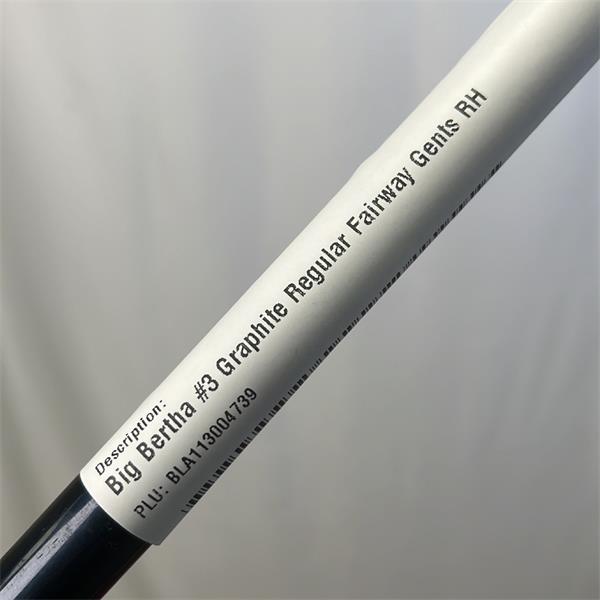 Description:
Big Bertha #3 Graphite Regular Fairway Gents RH
PLU: BLA113004739